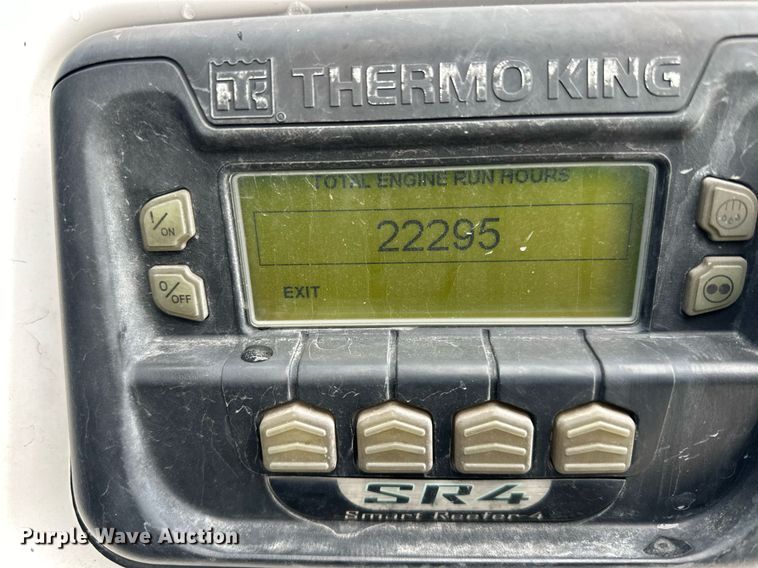 THERMO KING
TOTAL ENGINE RUN HOURS
22295
EXIT
I/ON
O/OFF
SR4
Smart Reefer-4
Purple Wave Auction